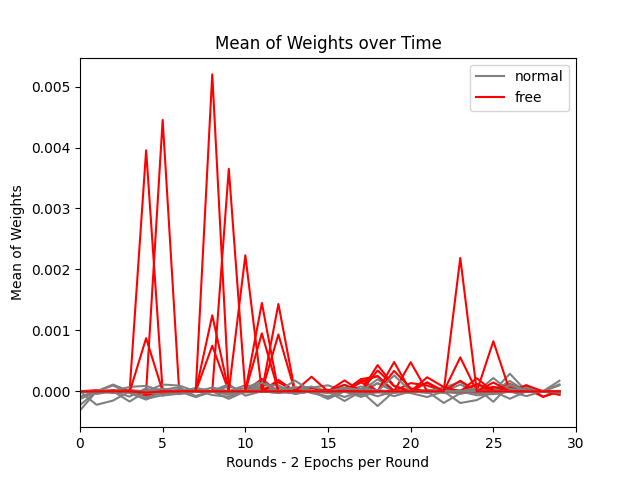 Mean of Weights over Time
normal
free
Mean of Weights
0.005
0.004
0.003
0.002
0.001
0.000
0 5 10 15 20 25 30
Rounds - 2 Epochs per Round